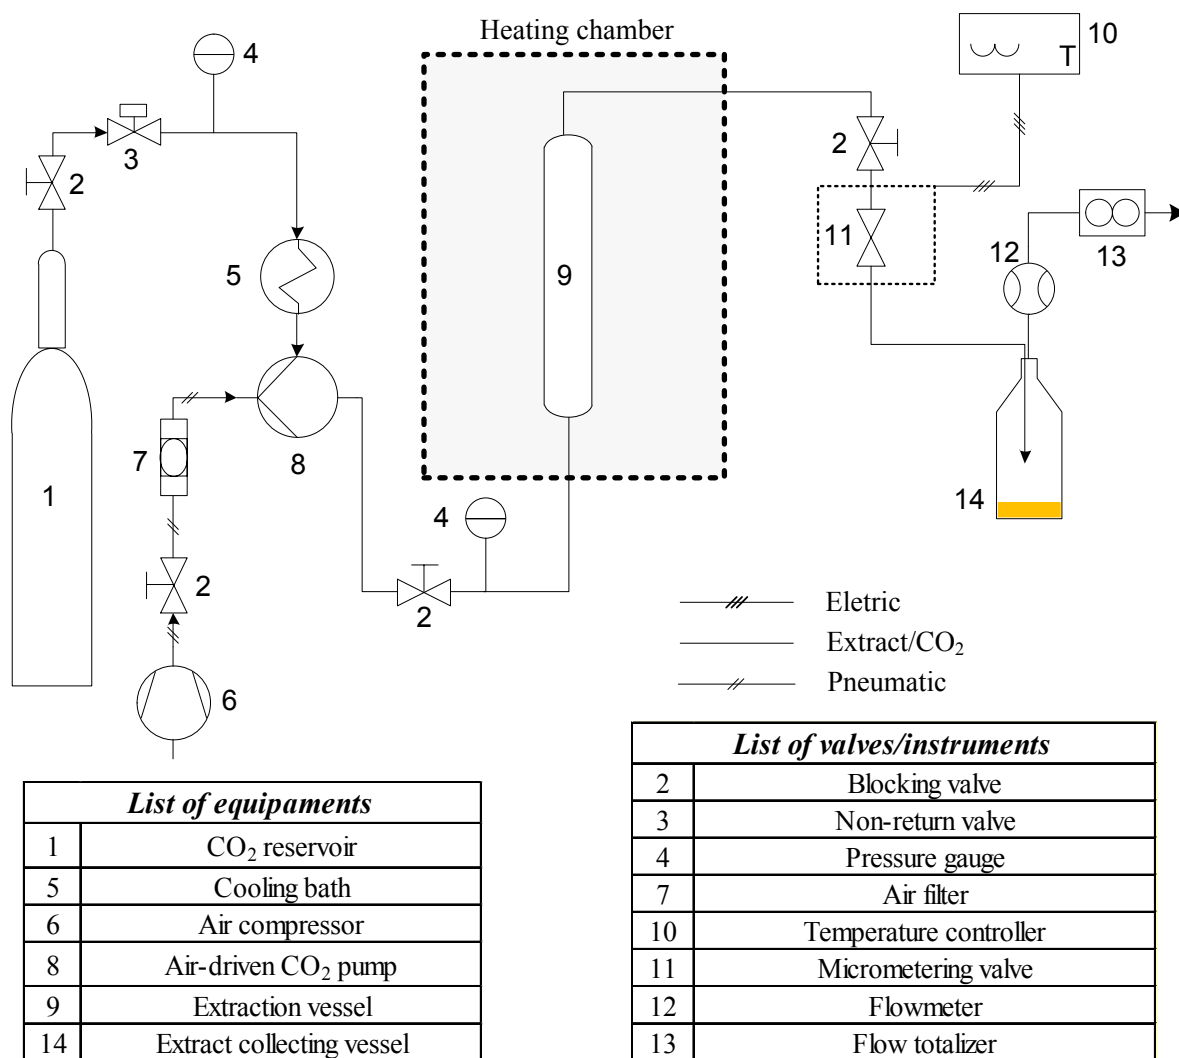 Heating chamber
4
10
T
2
3
2
2
11
12
13
5
9
7
8
1
4
14
2
2
6
Eletric
Extract/CO₂
Pneumatic
List of equipaments
1 CO₂ reservoir
5 Cooling bath
6 Air compressor
8 Air-driven CO₂ pump
9 Extraction vessel
14 Extract collecting vessel
List of valves/instruments
2 Blocking valve
3 Non-return valve
4 Pressure gauge
7 Air filter
10 Temperature controller
11 Micrometering valve
12 Flowmeter
13 Flow totalizer